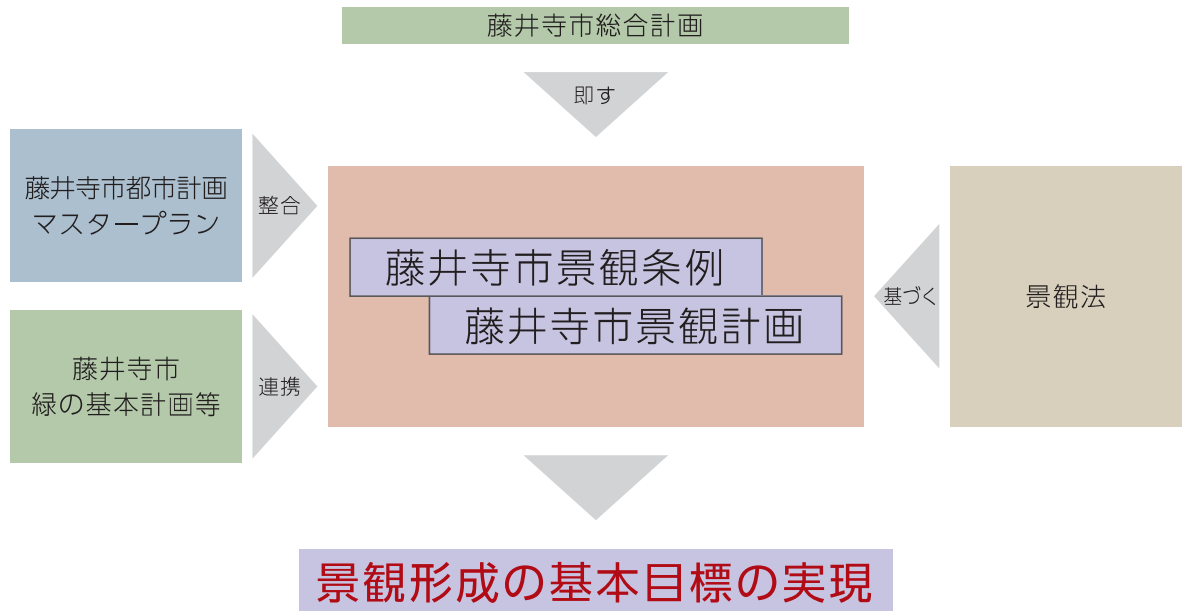 藤井寺市総合計画
即す
藤井寺市都市計画
マスタープラン
整合
藤井寺市景観条例
藤井寺市景観計画
基づく
景観法
藤井寺市
緑の基本計画等
連携
景観形成の基本目標の実現